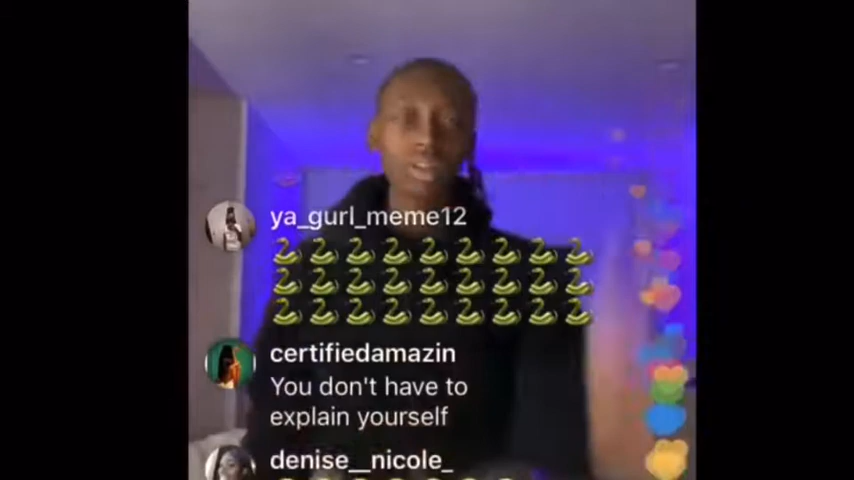 ya_gurl_meme12
🐍🐍🐍🐍🐍🐍🐍🐍🐍
🐍🐍🐍🐍🐍🐍🐍🐍🐍
🐍🐍🐍🐍🐍🐍🐍🐍🐍
certifiedamazin
You don't have to
explain yourself
denise__nicole_